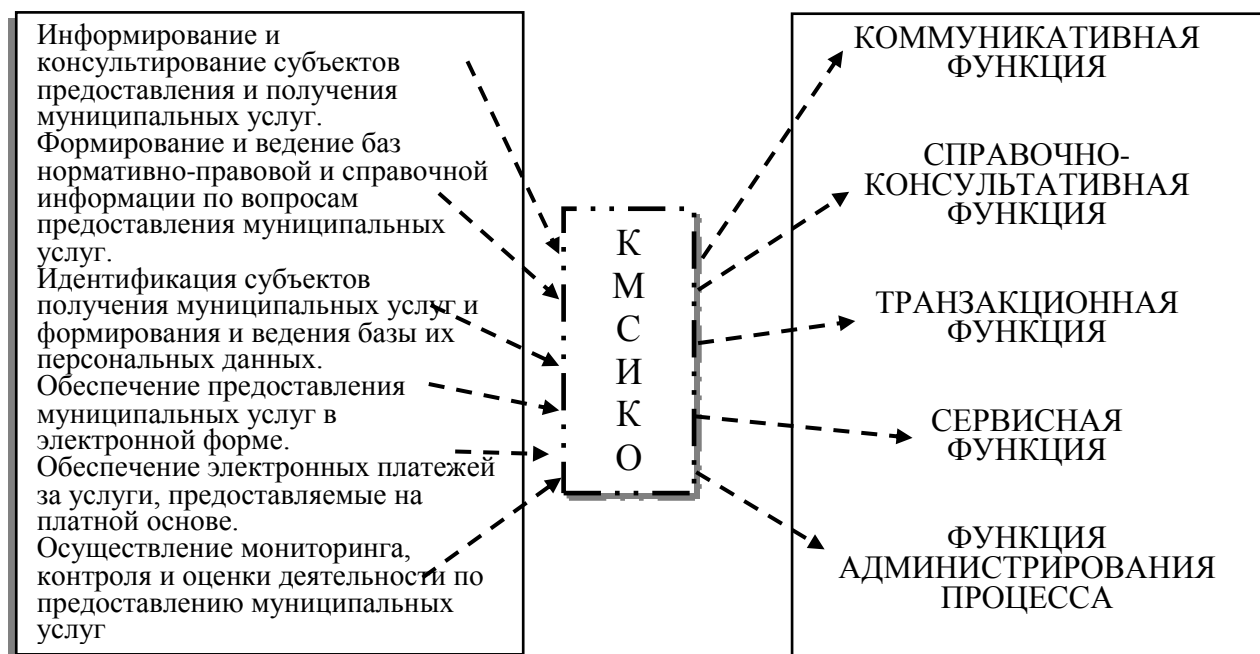 Информирование и
консультирование субъектов
предоставления и получения
муниципальных услуг.
Формирование и ведение баз
нормативно-правовой и справочной
информации по вопросам
предоставления муниципальных
услуг.
Идентификация субъектов
получения муниципальных услуг и
формирования и ведения базы их
персональных данных.
Обеспечение предоставления
муниципальных услуг в
электронной форме.
Обеспечение электронных платежей
за услуги, предоставляемые на
платной основе.
Осуществление мониторинга,
контроля и оценки деятельности по
предоставлению муниципальных
услуг
К
М
С
И
К
О
КОММУНИКАТИВНАЯ
ФУНКЦИЯ
СПРАВОЧНО-
КОНСУЛЬТАТИВНАЯ
ФУНКЦИЯ
ТРАНЗАКЦИОННАЯ
ФУНКЦИЯ
СЕРВИСНАЯ
ФУНКЦИЯ
ФУНКЦИЯ
АДМИНИСТРИРОВАНИЯ
ПРОЦЕССА